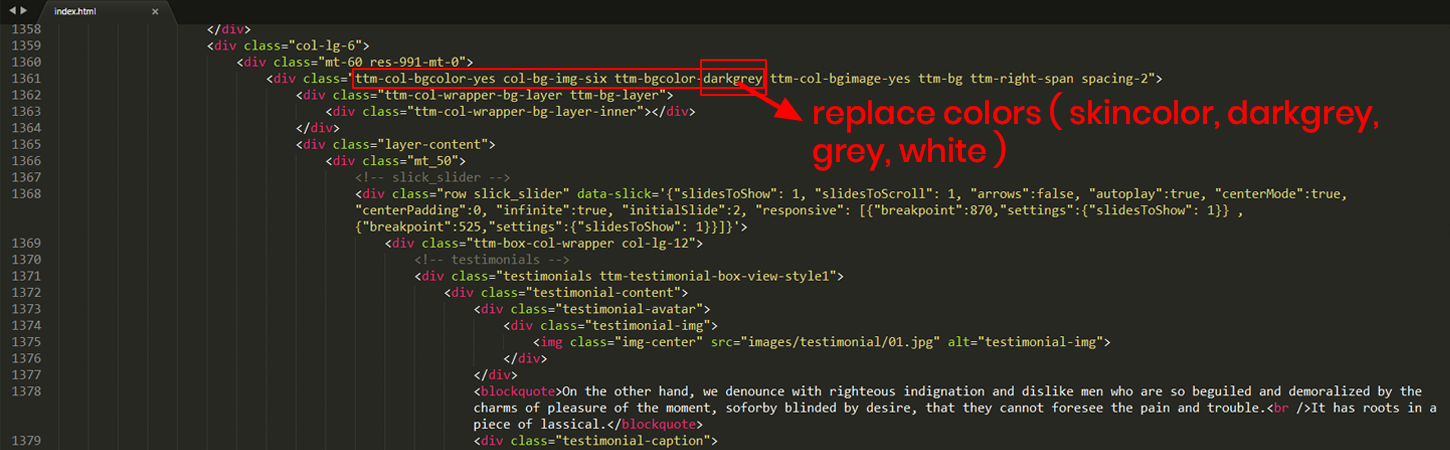 index.html ×
1358 </div>
1359 <div class="col-lg-6">
1360 <div class="mt-60 res-991-mt-0">
1361 <div class="ttm-col-bgcolor-yes col-bg-img-six ttm-bgcolor-darkgrey ttm-col-bgimage-yes ttm-bg ttm-right-span spacing-2">
1362 <div class="ttm-col-wrapper-bg-layer ttm-bg-layer">
1363 <div class="ttm-col-wrapper-bg-layer-inner"></div>
replace colors ( skincolor, darkgrey,
grey, white )
1364 </div>
1365 <div class="layer-content">
1366 <div class="mt_50">
1367 <!-- slick_slider -->
1368 <div class="row slick_slider" data-slick='{"slidesToShow": 1, "slidesToScroll": 1, "arrows":false, "autoplay":true, "centerMode":true,
"centerPadding":0, "infinite":true, "initialSlide":2, "responsive": [{"breakpoint":870,"settings":{"slidesToShow": 1}} ,
{"breakpoint":525,"settings":{"slidesToShow": 1}}]}'>
1369 <div class="ttm-box-col-wrapper col-lg-12">
1370 <!-- testimonials -->
1371 <div class="testimonials ttm-testimonial-box-view-style1">
1372 <div class="testimonial-content">
1373 <div class="testimonial-avatar">
1374 <div class="testimonial-img">
1375 <img class="img-center" src="images/testimonial/01.jpg" alt="testimonial-img">
1376 </div>
1377 </div>
1378 <blockquote>On the other hand, we denounce with righteous indignation and dislike men who are so beguiled and demoralized by the
charms of pleasure of the moment, soforby blinded by desire, that they cannot foresee the pain and trouble.<br />It has roots in a
piece of lassical.</blockquote>
1379 <div class="testimonial-caption">